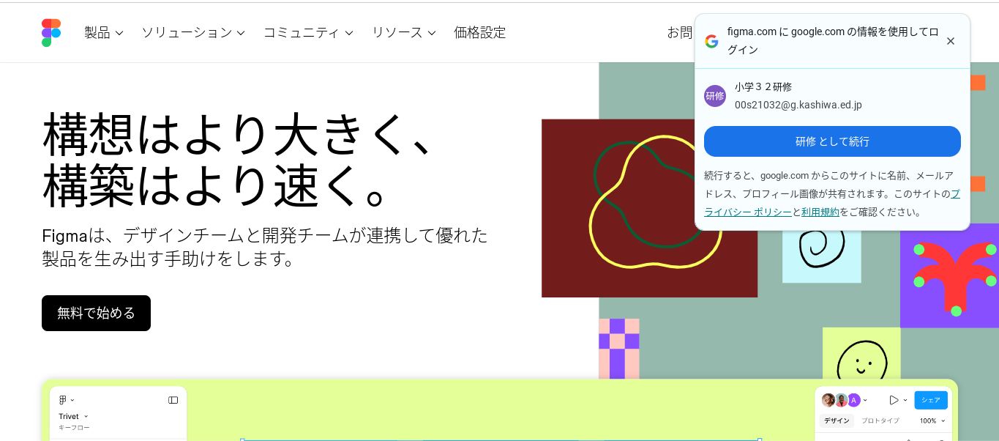 製品
ソリューション
コミュニティ
リソース
価格設定
お問
figma.com に google.com の情報を使用してロ
グイン
研修
小学３２研修
00s21032@g.kashiwa.ed.jp
研修 として続行
続行すると、google.com からこのサイトに名前、メールア
ドレス、プロフィール画像が共有されます。このサイトのプ
ライバシー ポリシーと利用規約をご確認ください。
構想はより大きく、
構築はより速く。
Figmaは、デザインチームと開発チームが連携して優れた
製品を生み出す手助けをします。
無料で始める
Trivet
キーフロー
A
シェア
デザイン
プロトタイプ
100%